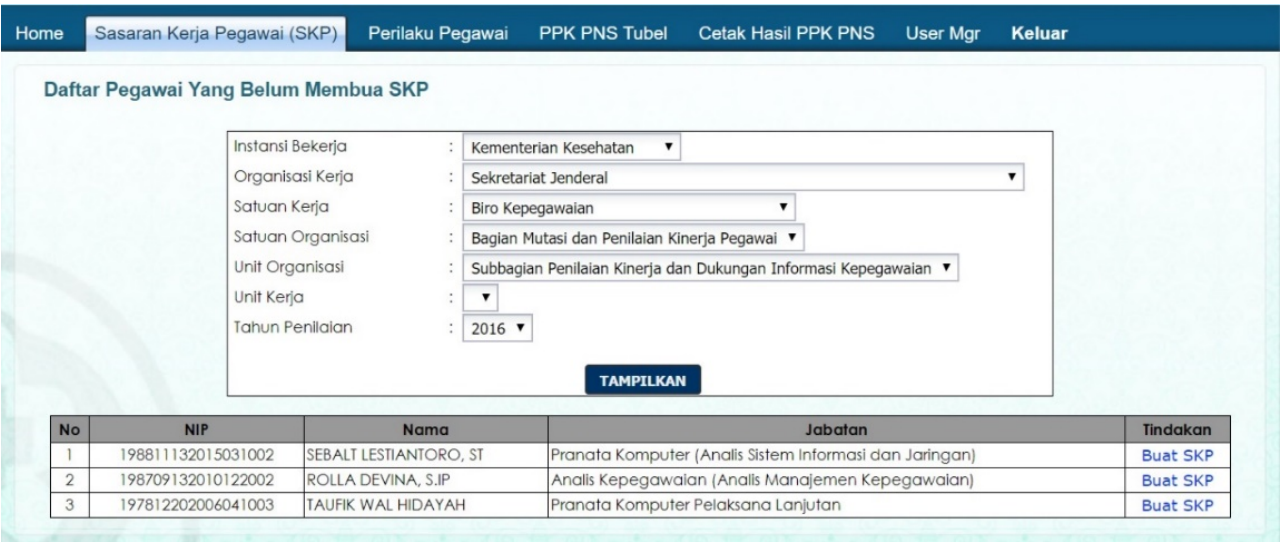 Home Sasaran Kerja Pegawai (SKP) Perilaku Pegawai PPK PNS Tubel Cetak Hasil PPK PNS User Mgr Keluar
Daftar Pegawai Yang Belum Membua SKP
Instansi Bekerja : Kementerian Kesehatan
Organisasi Kerja : Sekretariat Jenderal
Satuan Kerja : Biro Kepegawaian
Satuan Organisasi : Bagian Mutasi dan Penilaian Kinerja Pegawai
Unit Organisasi : Subbagian Penilaian Kinerja dan Dukungan Informasi Kepegawaian
Unit Kerja :
Tahun Penilaian : 2016
TAMPILKAN
No NIP Nama Jabatan Tindakan
1 198811132015031002 SEBALT LESTIANTORO, ST Pranata Komputer (Analis Sistem Informasi dan Jaringan) Buat SKP
2 198709132010122002 ROLLA DEVINA, S.IP Analis Kepegawaian (Analis Manajemen Kepegawaian) Buat SKP
3 197812202006041003 TAUFIK WAL HIDAYAH Pranata Komputer Pelaksana Lanjutan Buat SKP